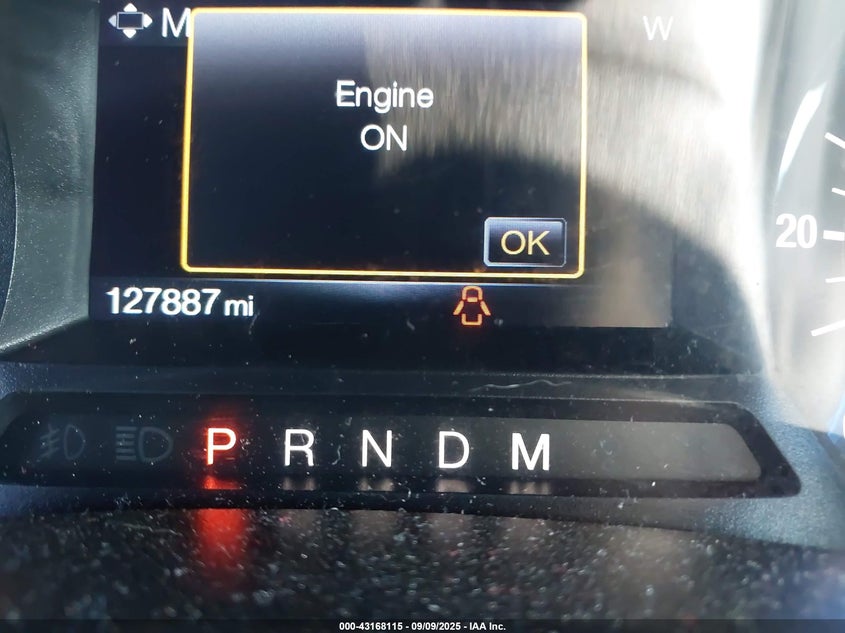 M
W
Engine
ON
OK
20
127887 mi
P R N D M
000-43168115 - 09/09/2025 - IAA Inc.